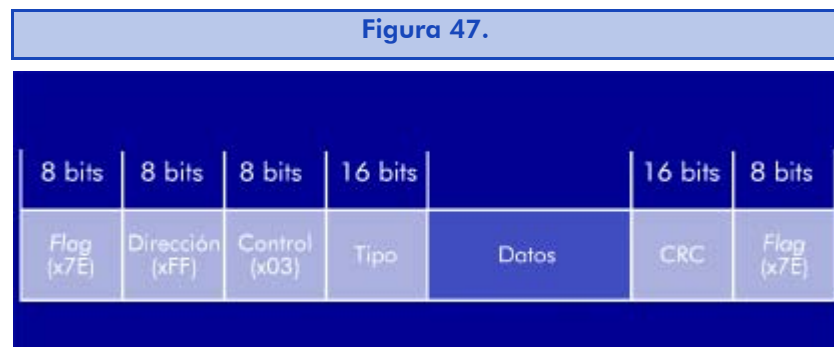 Figura 47.
8 bits 8 bits 8 bits 16 bits 16 bits 8 bits
Flag Dirección Control Tipo Datos CRC Flag
(x7E) (xFF) (x03) (x7E)